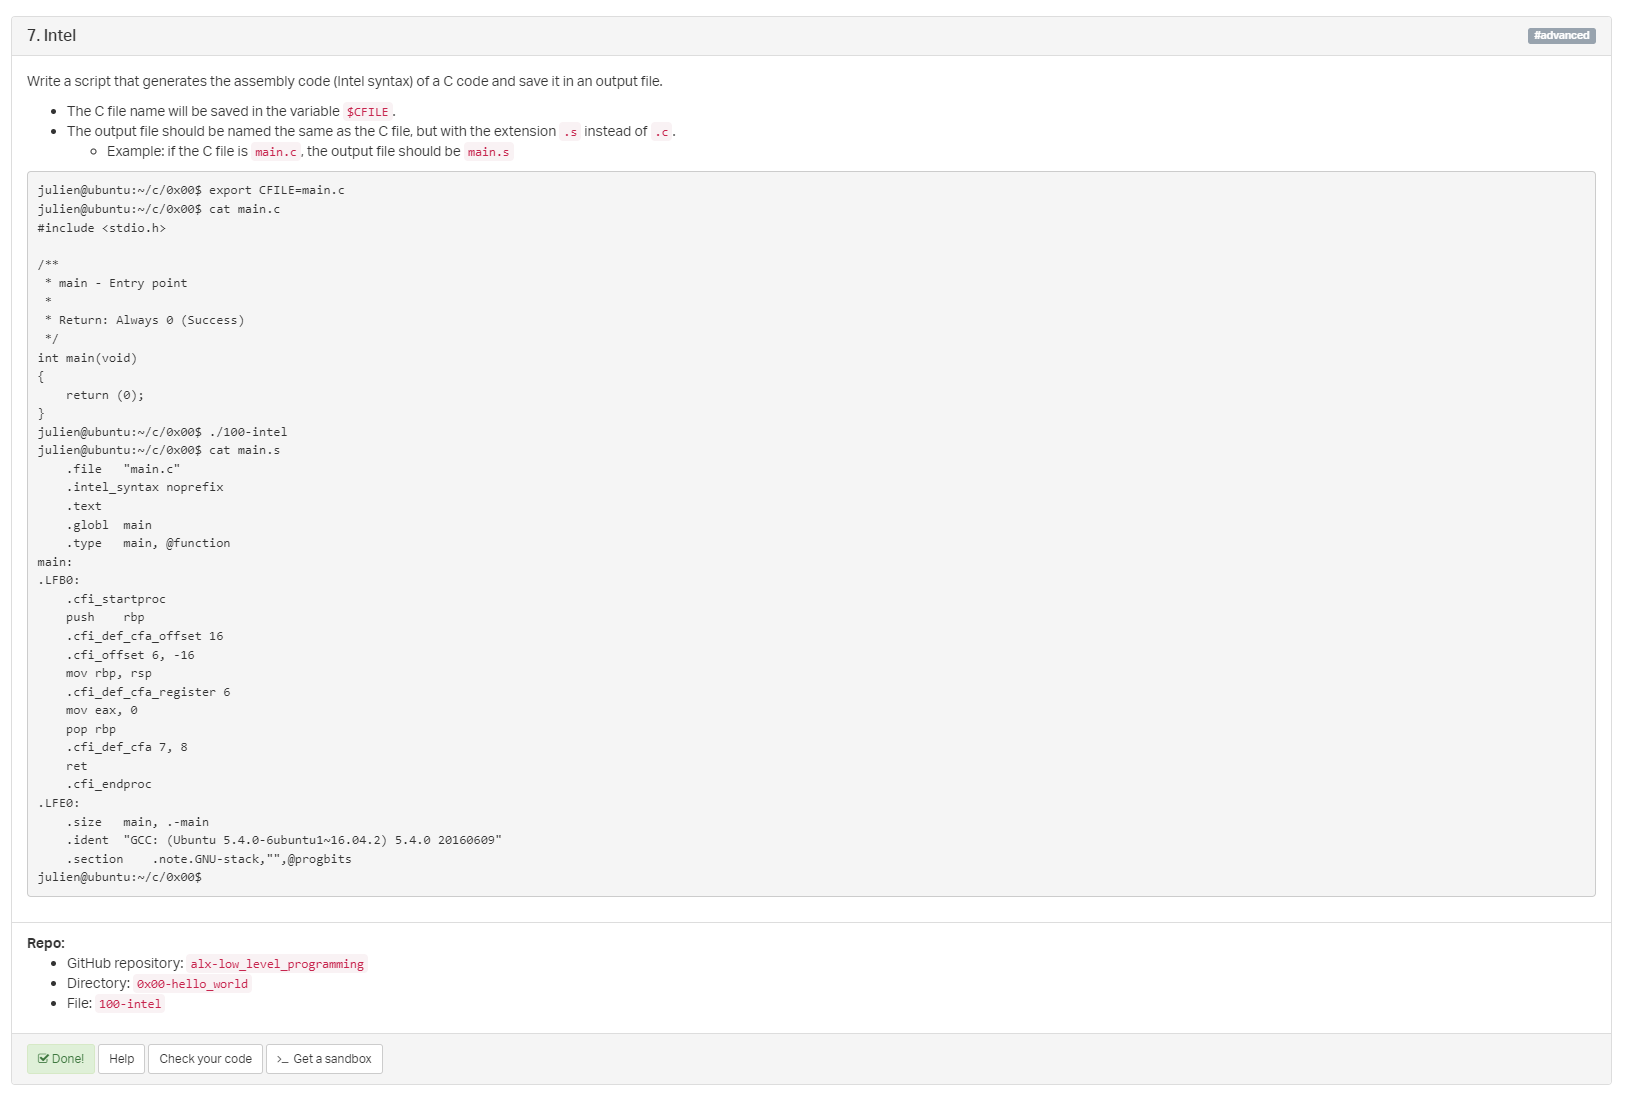 7. Intel
#advanced
Write a script that generates the assembly code (Intel syntax) of a C code and save it in an output file.
• The C file name will be saved in the variable $CFILE.
• The output file should be named the same as the C file, but with the extension .s instead of .c.
◦ Example: if the C file is main.c, the output file should be main.s
julien@ubuntu:~/c/0x00$ export CFILE=main.c
julien@ubuntu:~/c/0x00$ cat main.c
#include <stdio.h>

/**
 * main - Entry point
 *
 * Return: Always 0 (Success)
 */
int main(void)
{
    return (0);
}
julien@ubuntu:~/c/0x00$ ./100-intel
julien@ubuntu:~/c/0x00$ cat main.s
    .file   "main.c"
    .intel_syntax noprefix
    .text
    .globl  main
    .type   main, @function
main:
.LFB0:
    .cfi_startproc
    push    rbp
    .cfi_def_cfa_offset 16
    .cfi_offset 6, -16
    mov rbp, rsp
    .cfi_def_cfa_register 6
    mov eax, 0
    pop rbp
    .cfi_def_cfa 7, 8
    ret
    .cfi_endproc
.LFE0:
    .size   main, .-main
    .ident  "GCC: (Ubuntu 5.4.0-6ubuntu1~16.04.2) 5.4.0 20160609"
    .section    .note.GNU-stack,"",@progbits
julien@ubuntu:~/c/0x00$
Repo:
• GitHub repository: alx-low_level_programming
• Directory: 0x00-hello_world
• File: 100-intel
Done!
Help
Check your code
>_ Get a sandbox